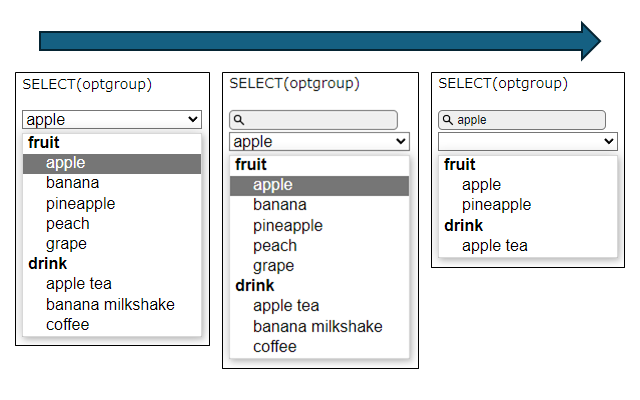 SELECT(optgroup)
apple
fruit
apple
banana
pineapple
peach
grape
drink
apple tea
banana milkshake
coffee
SELECT(optgroup)
apple
fruit
apple
banana
pineapple
peach
grape
drink
apple tea
banana milkshake
coffee
SELECT(optgroup)
apple
fruit
apple
pineapple
drink
apple tea